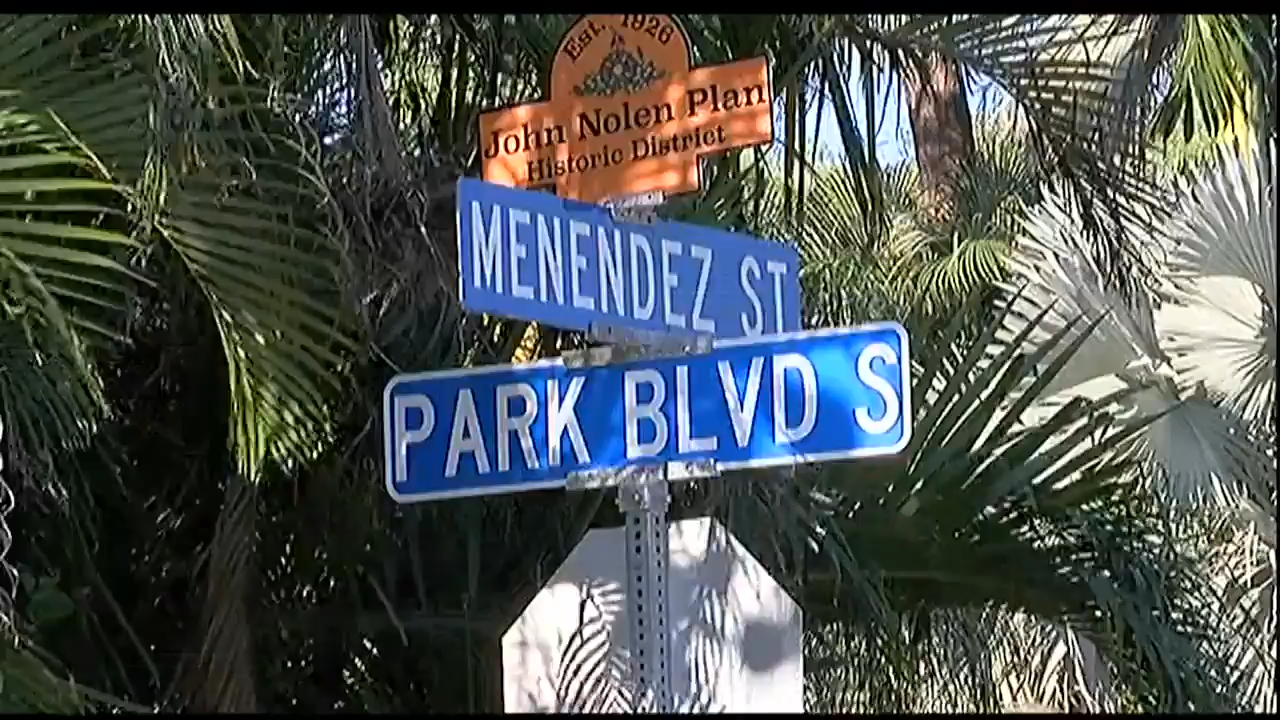 Est. 1926
John Nolen Plan
Historic District
MENENDEZ ST
PARK BLVD S